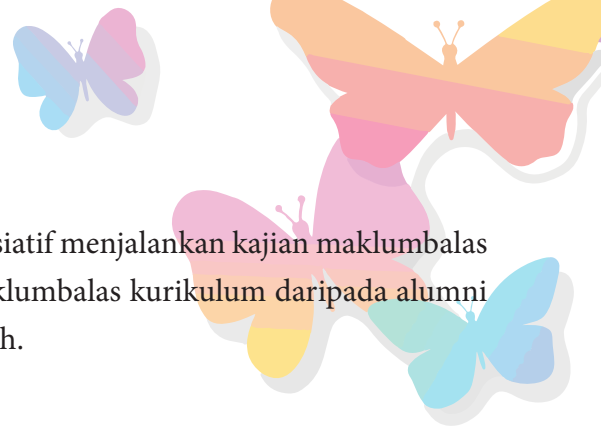 siatif menjalankan kajian maklumbalas
klumbalas kurikulum daripada alumni
h.